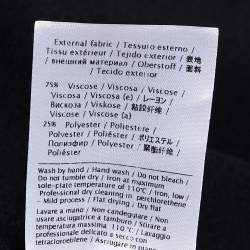 External fabric / Tessuto esterno /
Tissu extérieur / Tejido exterior / 表地
/ внешний материал / Oberstoff / 面料
/ Tecido exterior
75% Viscose / Viscosa / Viscose /
Viscosa / Viscosa (e) / レーヨン /
Вискоза / Viskose / 粘胶纤维 /
Viscose / Viscose (a)
25% Polyester / Poliestere /
Polyester / Poliéster / ポリエステル /
Полиэфир / Polyester / 聚酯纤维 /
Poliéster
Wash by hand / Hand wash / Do not bleach /
Do not tumble dry / Iron at maximum
sole-plate temperature of 110°C / Iron, low /
Professional dry cleaning in perchlorethene
- Mild process / Flat drying / Dry flat
Lavare a mano / Non candeggiare / Non
usare asciugatrice a tamburo / Stirare a
temperatura massima 110°C / Lavaggio
professionale delicato a secco con
tetracloroetilene / Asciugare in piano